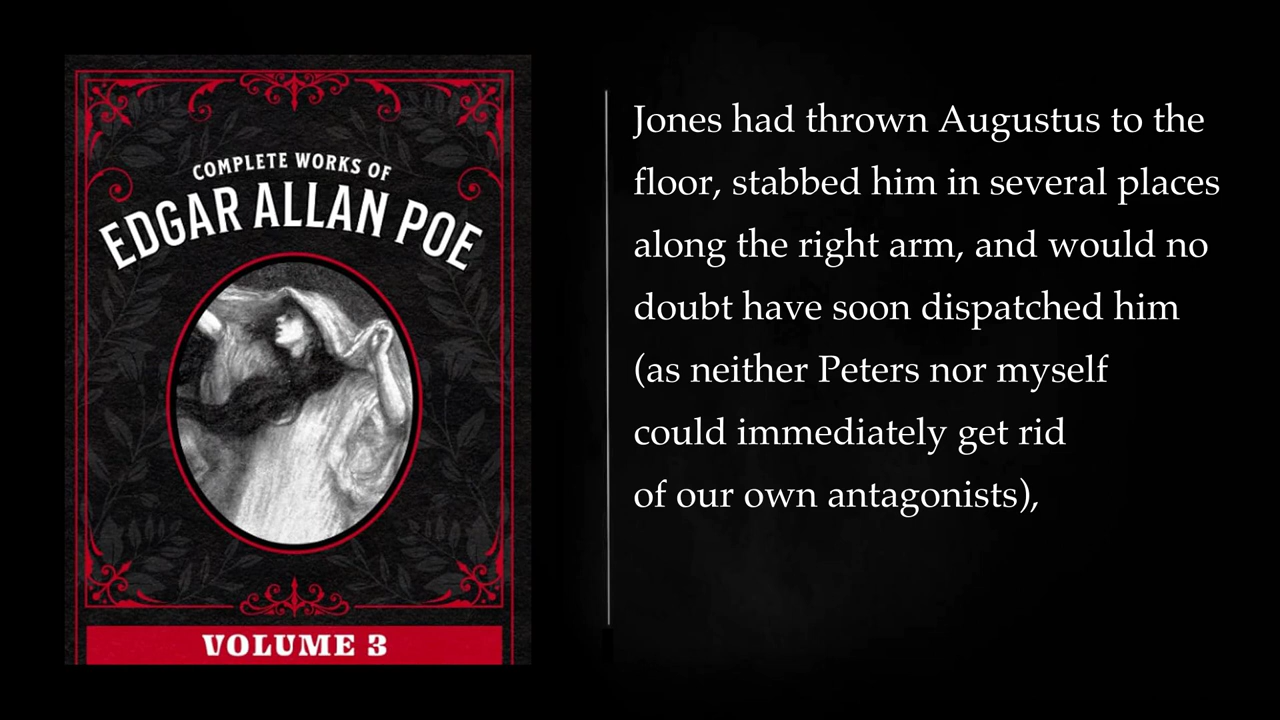 COMPLETE WORKS OF
EDGAR ALLAN POE
VOLUME 3
Jones had thrown Augustus to the
floor, stabbed him in several places
along the right arm, and would no
doubt have soon dispatched him
(as neither Peters nor myself
could immediately get rid
of our own antagonists),